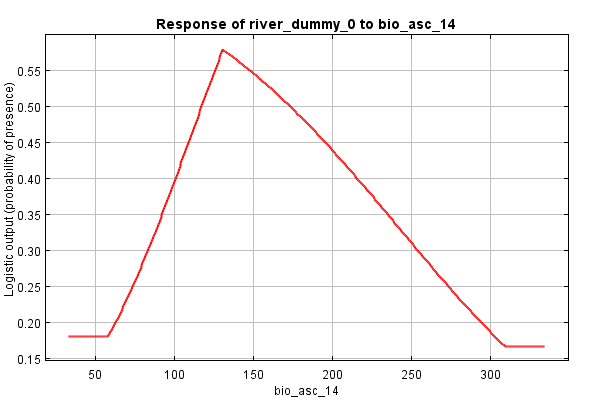 Response of river_dummy_0 to bio_asc_14
Logistic output (probability of presence)
0.55
0.50
0.45
0.40
0.35
0.30
0.25
0.20
0.15
50 100 150 200 250 300
bio_asc_14